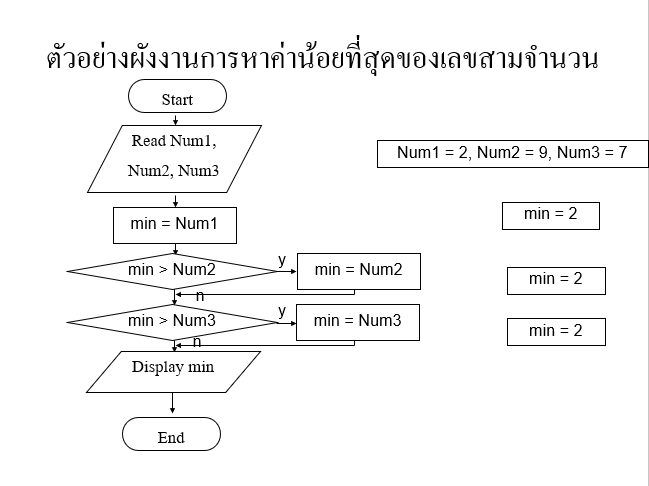 ตัวอย่างผังงานการหาค่าน้อยที่สุดของเลขสามจำนวน
Start
Read Num1,
Num2, Num3
Num1 = 2, Num2 = 9, Num3 = 7
min = Num1
min = 2
min > Num2
y
min = Num2
min = 2
n
min > Num3
y
min = Num3
min = 2
n
Display min
End